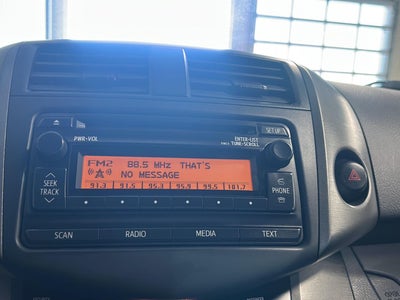 PWR•VOL
ENTER•LIST
TUNE•SCROLL
SETUP
FM2 88.5 MHz THAT'S
NO MESSAGE
91.3 91.5 95.3 95.9 99.5 101.7
SEEK
TRACK
PHONE
SCAN RADIO MEDIA TEXT